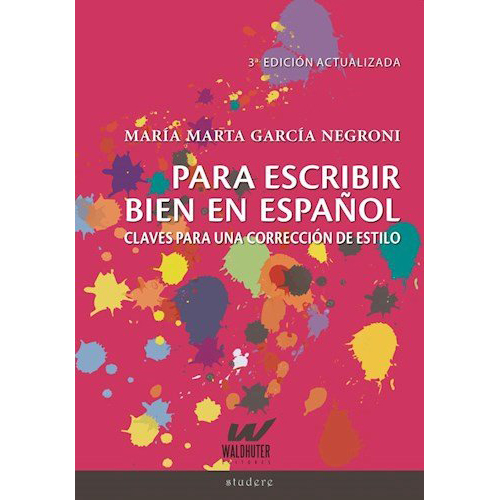 3ª EDICIÓN ACTUALIZADA
MARÍA MARTA GARCÍA NEGRONI
PARA ESCRIBIR
BIEN EN ESPAÑOL
CLAVES PARA UNA CORRECCIÓN DE ESTILO
W
WALDHUTER
EDITORES
studere